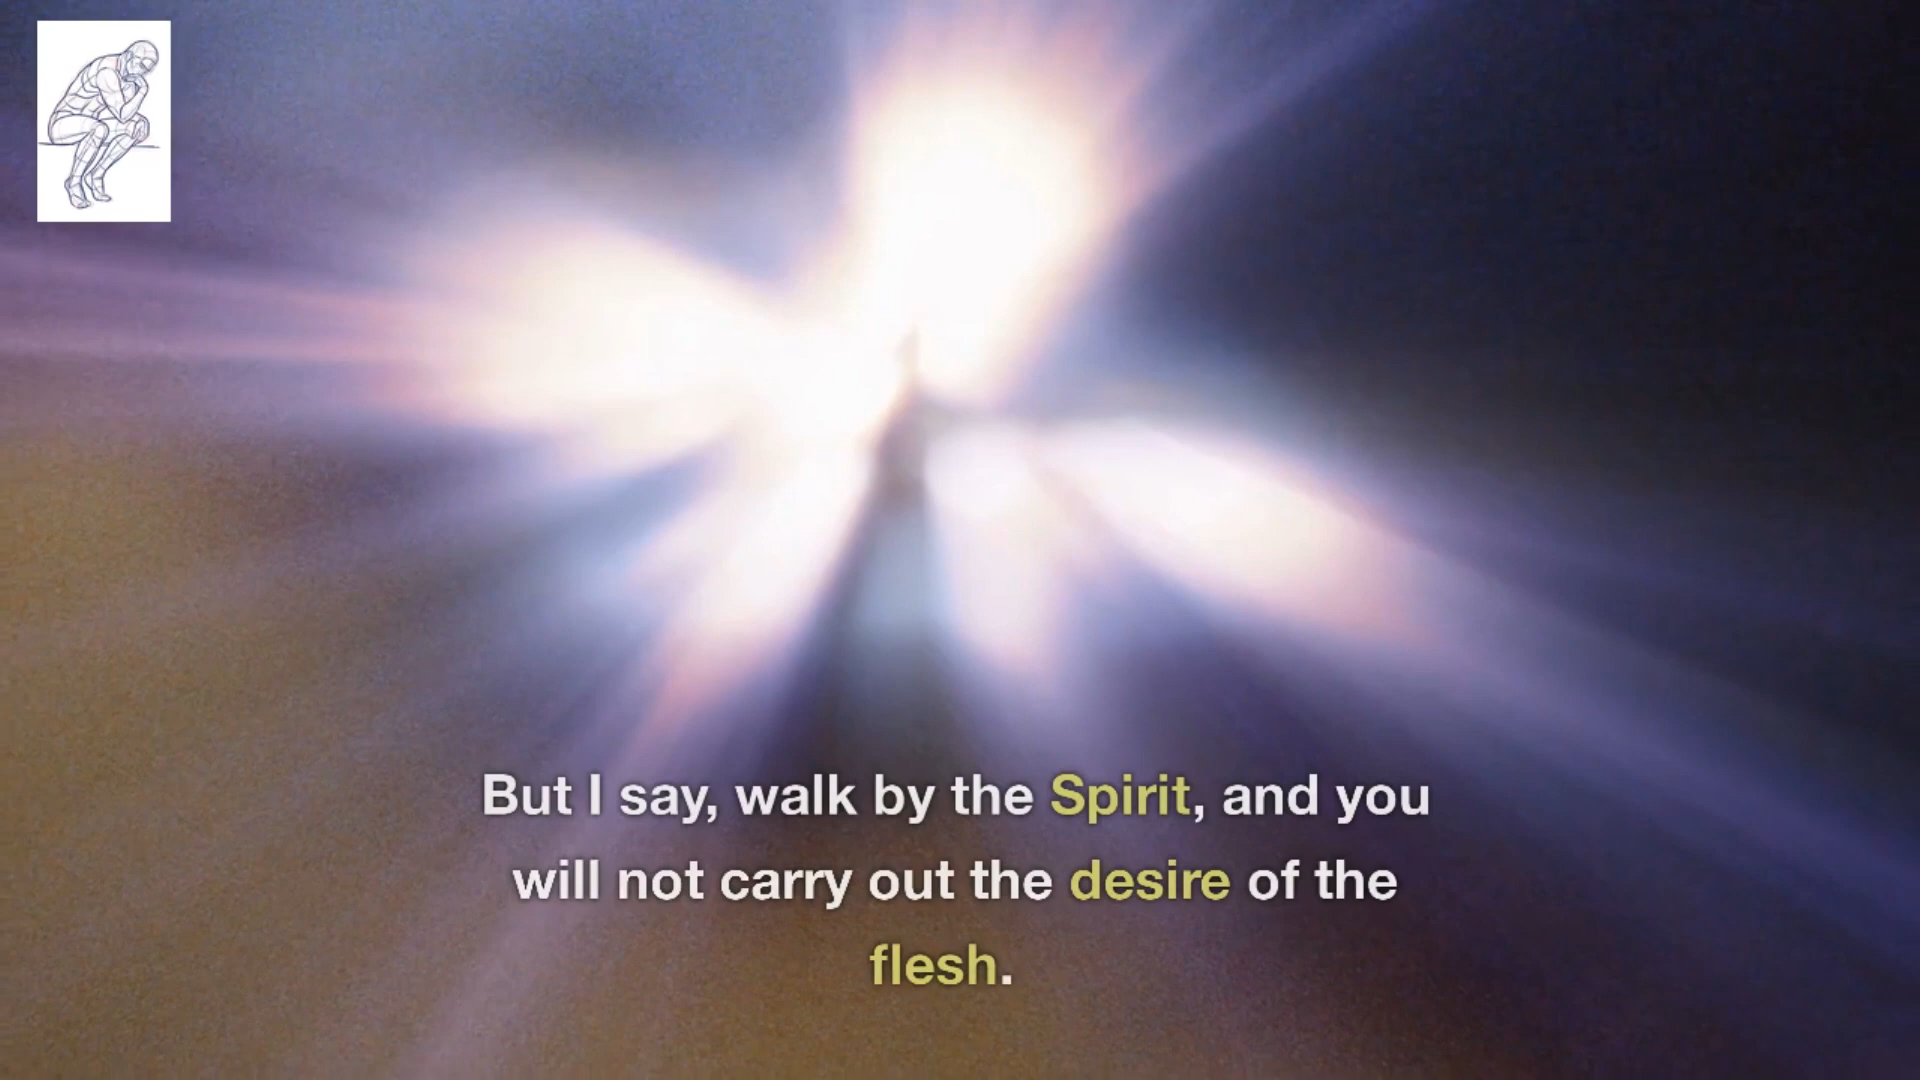 But I say, walk by the Spirit, and you
will not carry out the desire of the
flesh.